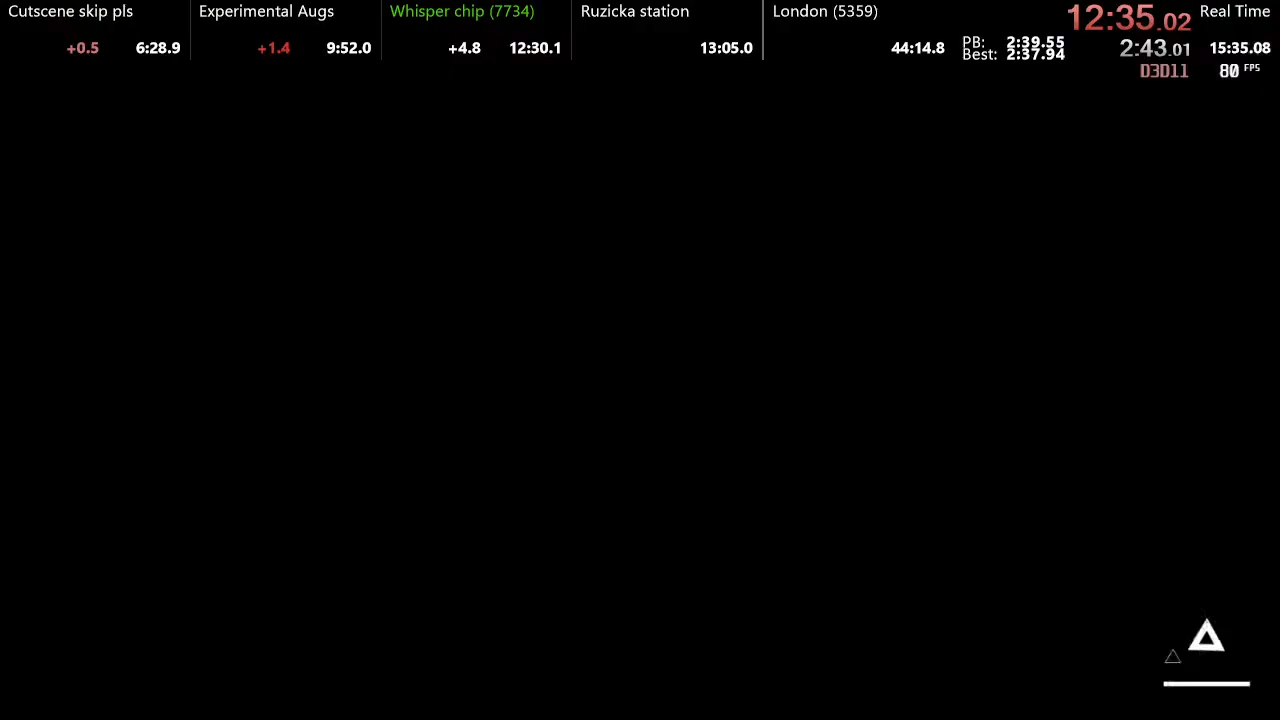 Cutscene skip pls
+0.5 6:28.9
Experimental Augs
+1.4 9:52.0
Whisper chip (7734)
+4.8 12:30.1
Ruzicka station
13:05.0
London (5359)
44:14.8
PB: 2:39.55
Best: 2:37.94
12:35.02
2:43.01
D3D11
Real Time
15:35.08
80 FPS